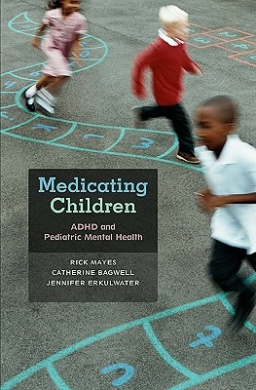 Medicating
Children
ADHD and
Pediatric Mental Health
RICK MAYES
CATHERINE BAGWELL
JENNIFER ERKULWATER